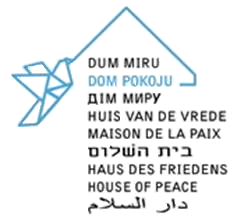 DUM MIRU
DOM POKOJU
ДІМ МИРУ
HUIS VAN DE VREDE
MAISON DE LA PAIX
בית השלום
HAUS DES FRIEDENS
HOUSE OF PEACE
دار السلام